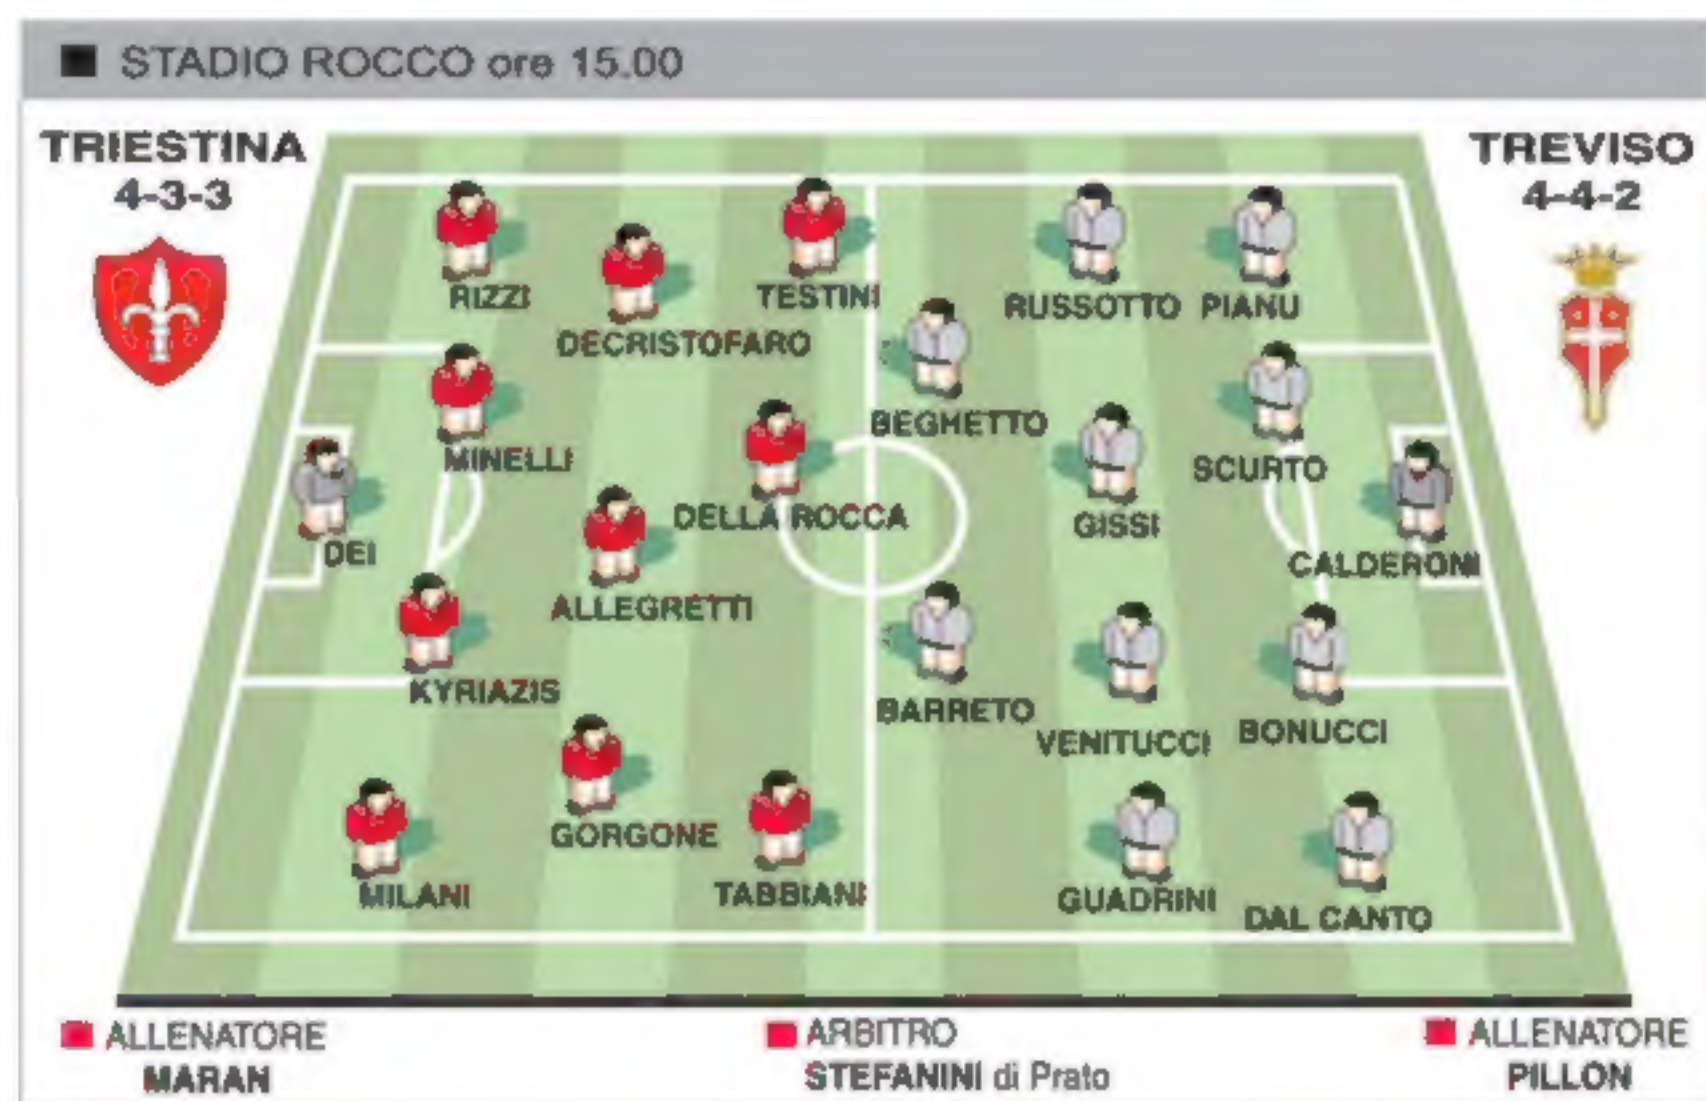 STADIO ROCCO ore 15.00
TRIESTINA
4-3-3
TREVISO
4-4-2
RIZZI
DECRISTOFARO
TESTINI
RUSSOTTO
PIANU
MINELLI
BEGHETTO
SCURTO
DEI
DELLA ROCCA
GISSI
CALDERONI
ALLEGRETTI
KYRIAZIS
BARRETO
VENITUCCI
BONUCCI
MILANI
GORGONE
TABBIANI
GUADRINI
DAL CANTO
ALLENATORE
MARAN
ARBITRO
STEFANINI di Prato
ALLENATORE
PILLON